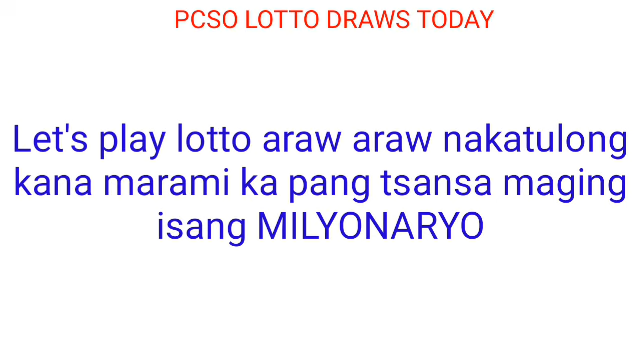 PCSO LOTTO DRAWS TODAY
Let's play lotto araw araw nakatulong
kana marami ka pang tsansa maging
isang MILYONARYO